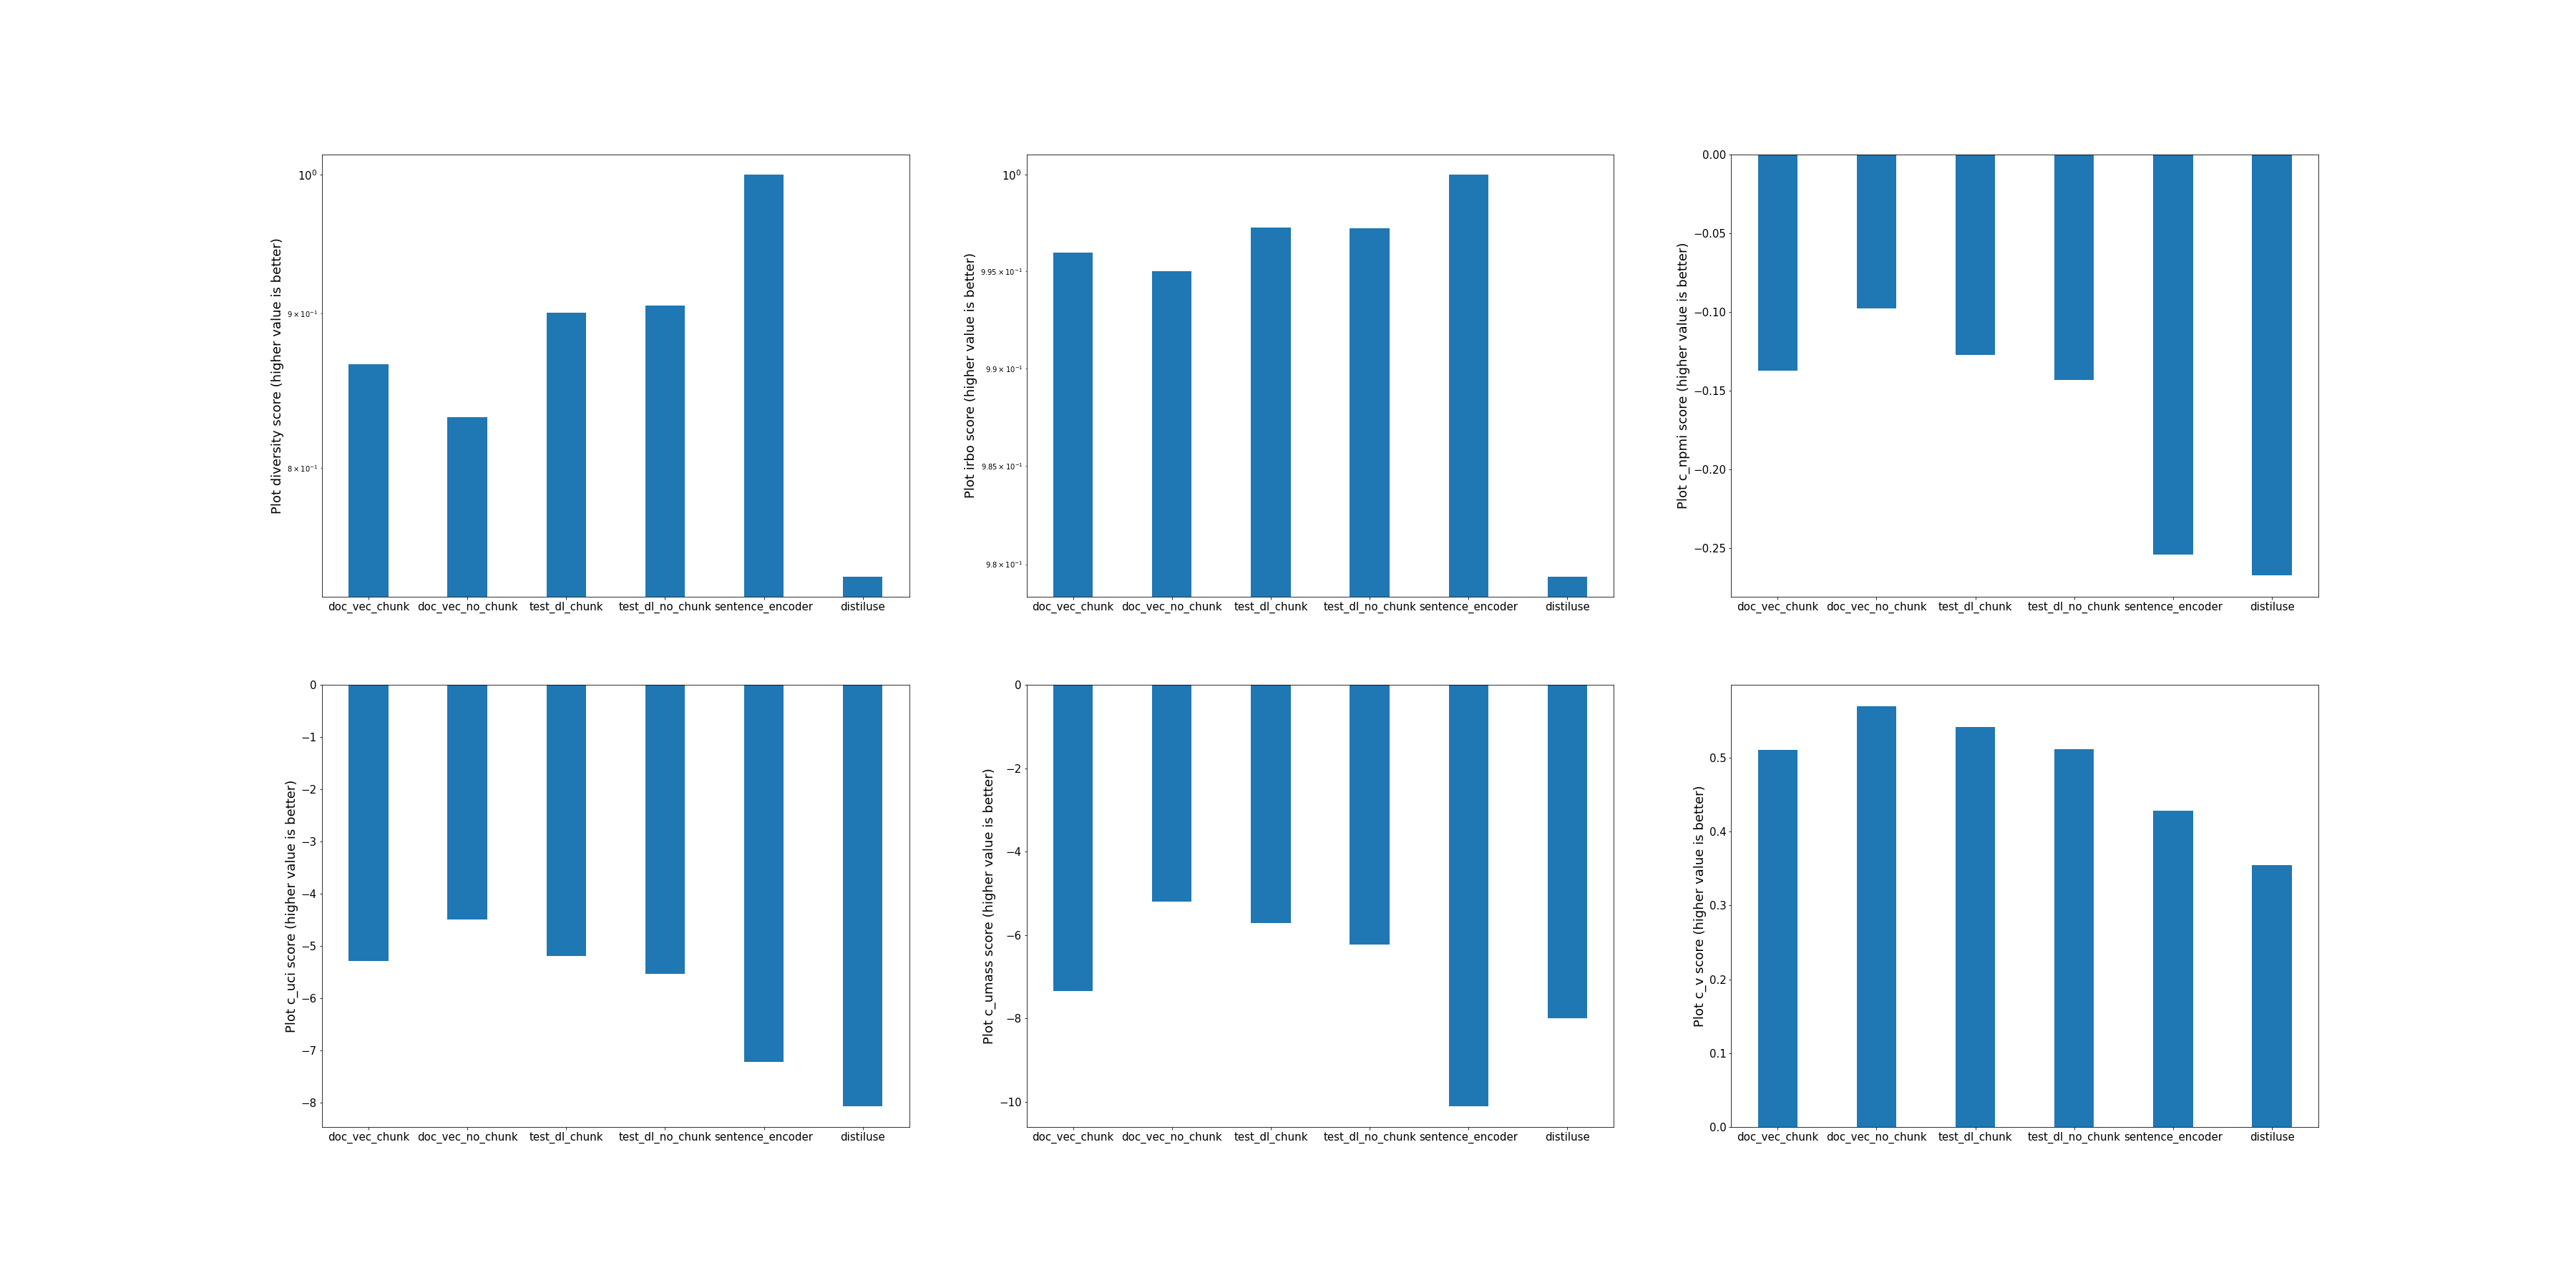 Plot diversity score (higher value is better)
10⁰
9 × 10⁻¹
8 × 10⁻¹
doc_vec_chunk doc_vec_no_chunk test_dl_chunk test_dl_no_chunk sentence_encoder distiluse
Plot irbo score (higher value is better)
10⁰
9.95 × 10⁻¹
9.9 × 10⁻¹
9.85 × 10⁻¹
9.8 × 10⁻¹
doc_vec_chunk doc_vec_no_chunk test_dl_chunk test_dl_no_chunk sentence_encoder distiluse
Plot c_npmi score (higher value is better)
0.00
−0.05
−0.10
−0.15
−0.20
−0.25
doc_vec_chunk doc_vec_no_chunk test_dl_chunk test_dl_no_chunk sentence_encoder distiluse
Plot c_uci score (higher value is better)
0
−1
−2
−3
−4
−5
−6
−7
−8
doc_vec_chunk doc_vec_no_chunk test_dl_chunk test_dl_no_chunk sentence_encoder distiluse
Plot c_umass score (higher value is better)
0
−2
−4
−6
−8
−10
doc_vec_chunk doc_vec_no_chunk test_dl_chunk test_dl_no_chunk sentence_encoder distiluse
Plot c_v score (higher value is better)
0.5
0.4
0.3
0.2
0.1
0.0
doc_vec_chunk doc_vec_no_chunk test_dl_chunk test_dl_no_chunk sentence_encoder distiluse